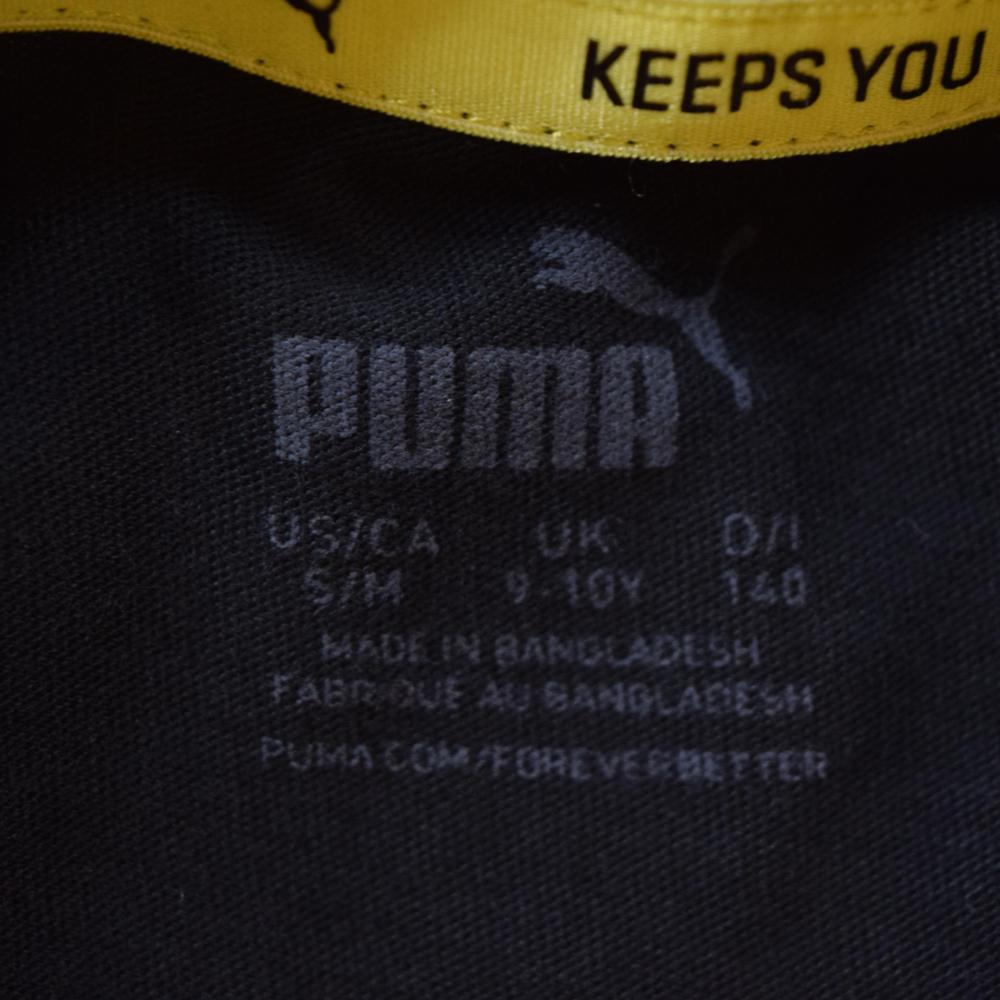 KEEPS YOU
PUMA
US/CA UK D/I
S/M 9-10Y 140
MADE IN BANGLADESH
FABRIQUÉ AU BANGLADESH
PUMA.COM/FOREVERBETTER